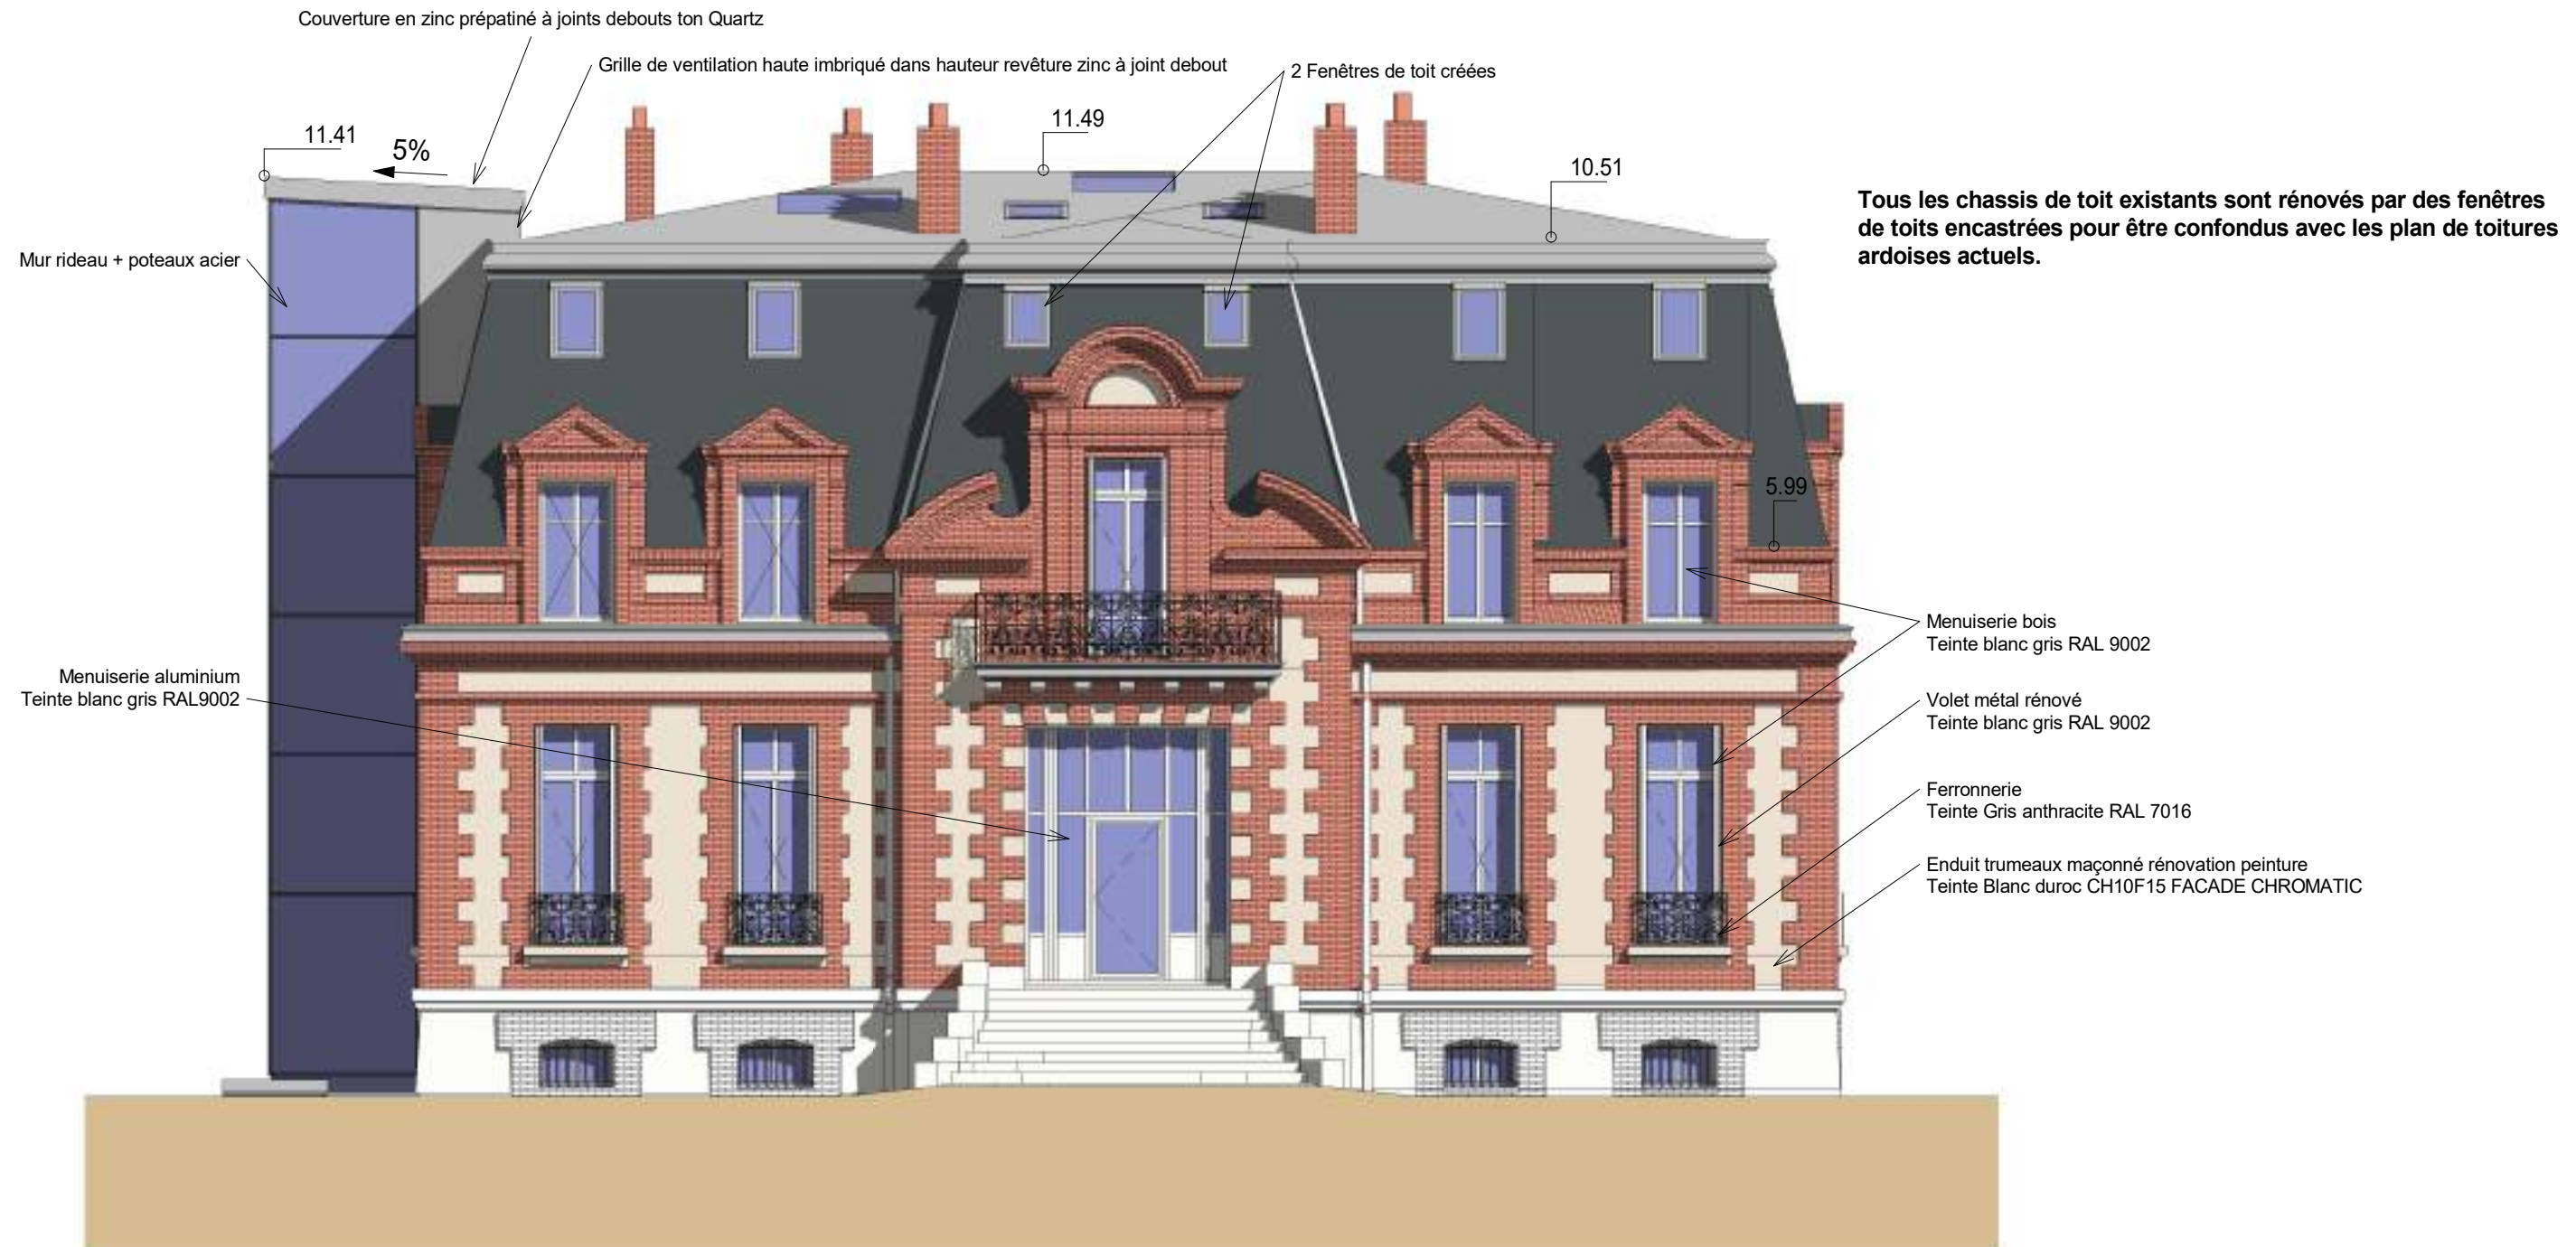 Couverture en zinc prépatiné à joints debouts ton Quartz
Grille de ventilation haute imbriqué dans hauteur revêture zinc à joint debout
2 Fenêtres de toit créées
11.41
5%
11.49
10.51
Tous les chassis de toit existants sont rénovés par des fenêtres
de toits encastrées pour être confondus avec les plan de toitures
ardoises actuels.
Mur rideau + poteaux acier
5.99
Menuiserie bois
Teinte blanc gris RAL 9002
Menuiserie aluminium
Teinte blanc gris RAL9002
Volet métal rénové
Teinte blanc gris RAL 9002
Ferronnerie
Teinte Gris anthracite RAL 7016
Enduit trumeaux maçonné rénovation peinture
Teinte Blanc duroc CH10F15 FACADE CHROMATIC